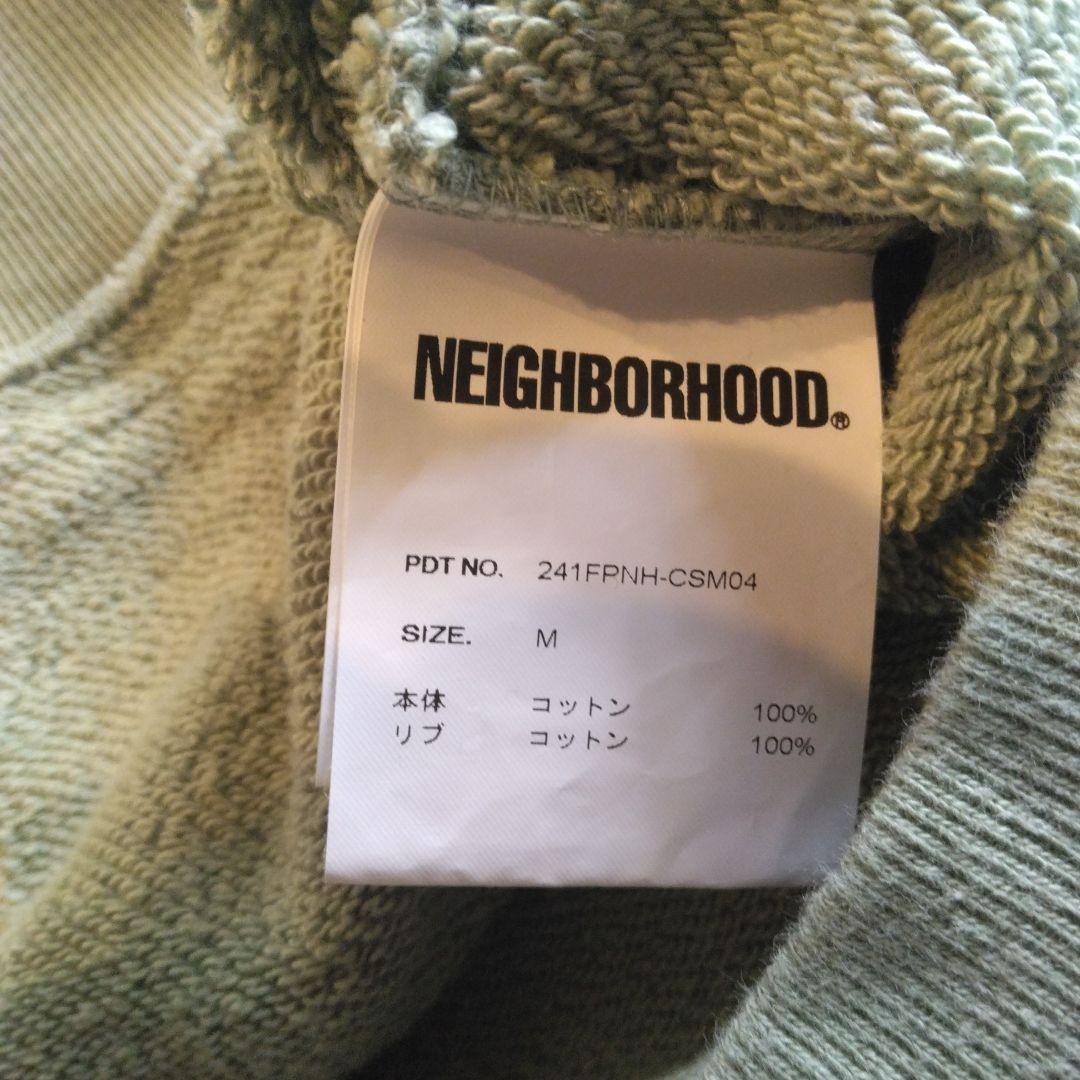 NEIGHBORHOOD®
PDT NO. 241FPNH-CSM04
SIZE. M
本体 コットン 100%
リブ コットン 100%